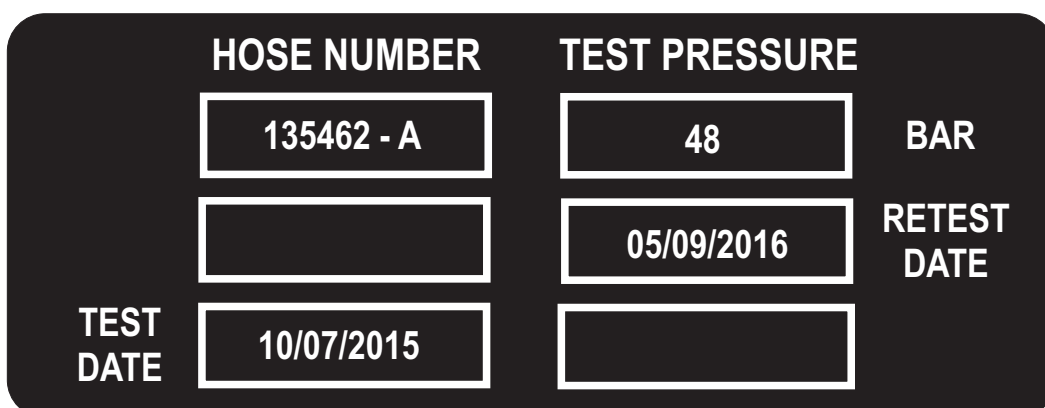 HOSE NUMBER TEST PRESSURE
135462 - A 48 BAR
05/09/2016 RETEST
DATE
TEST
DATE 10/07/2015